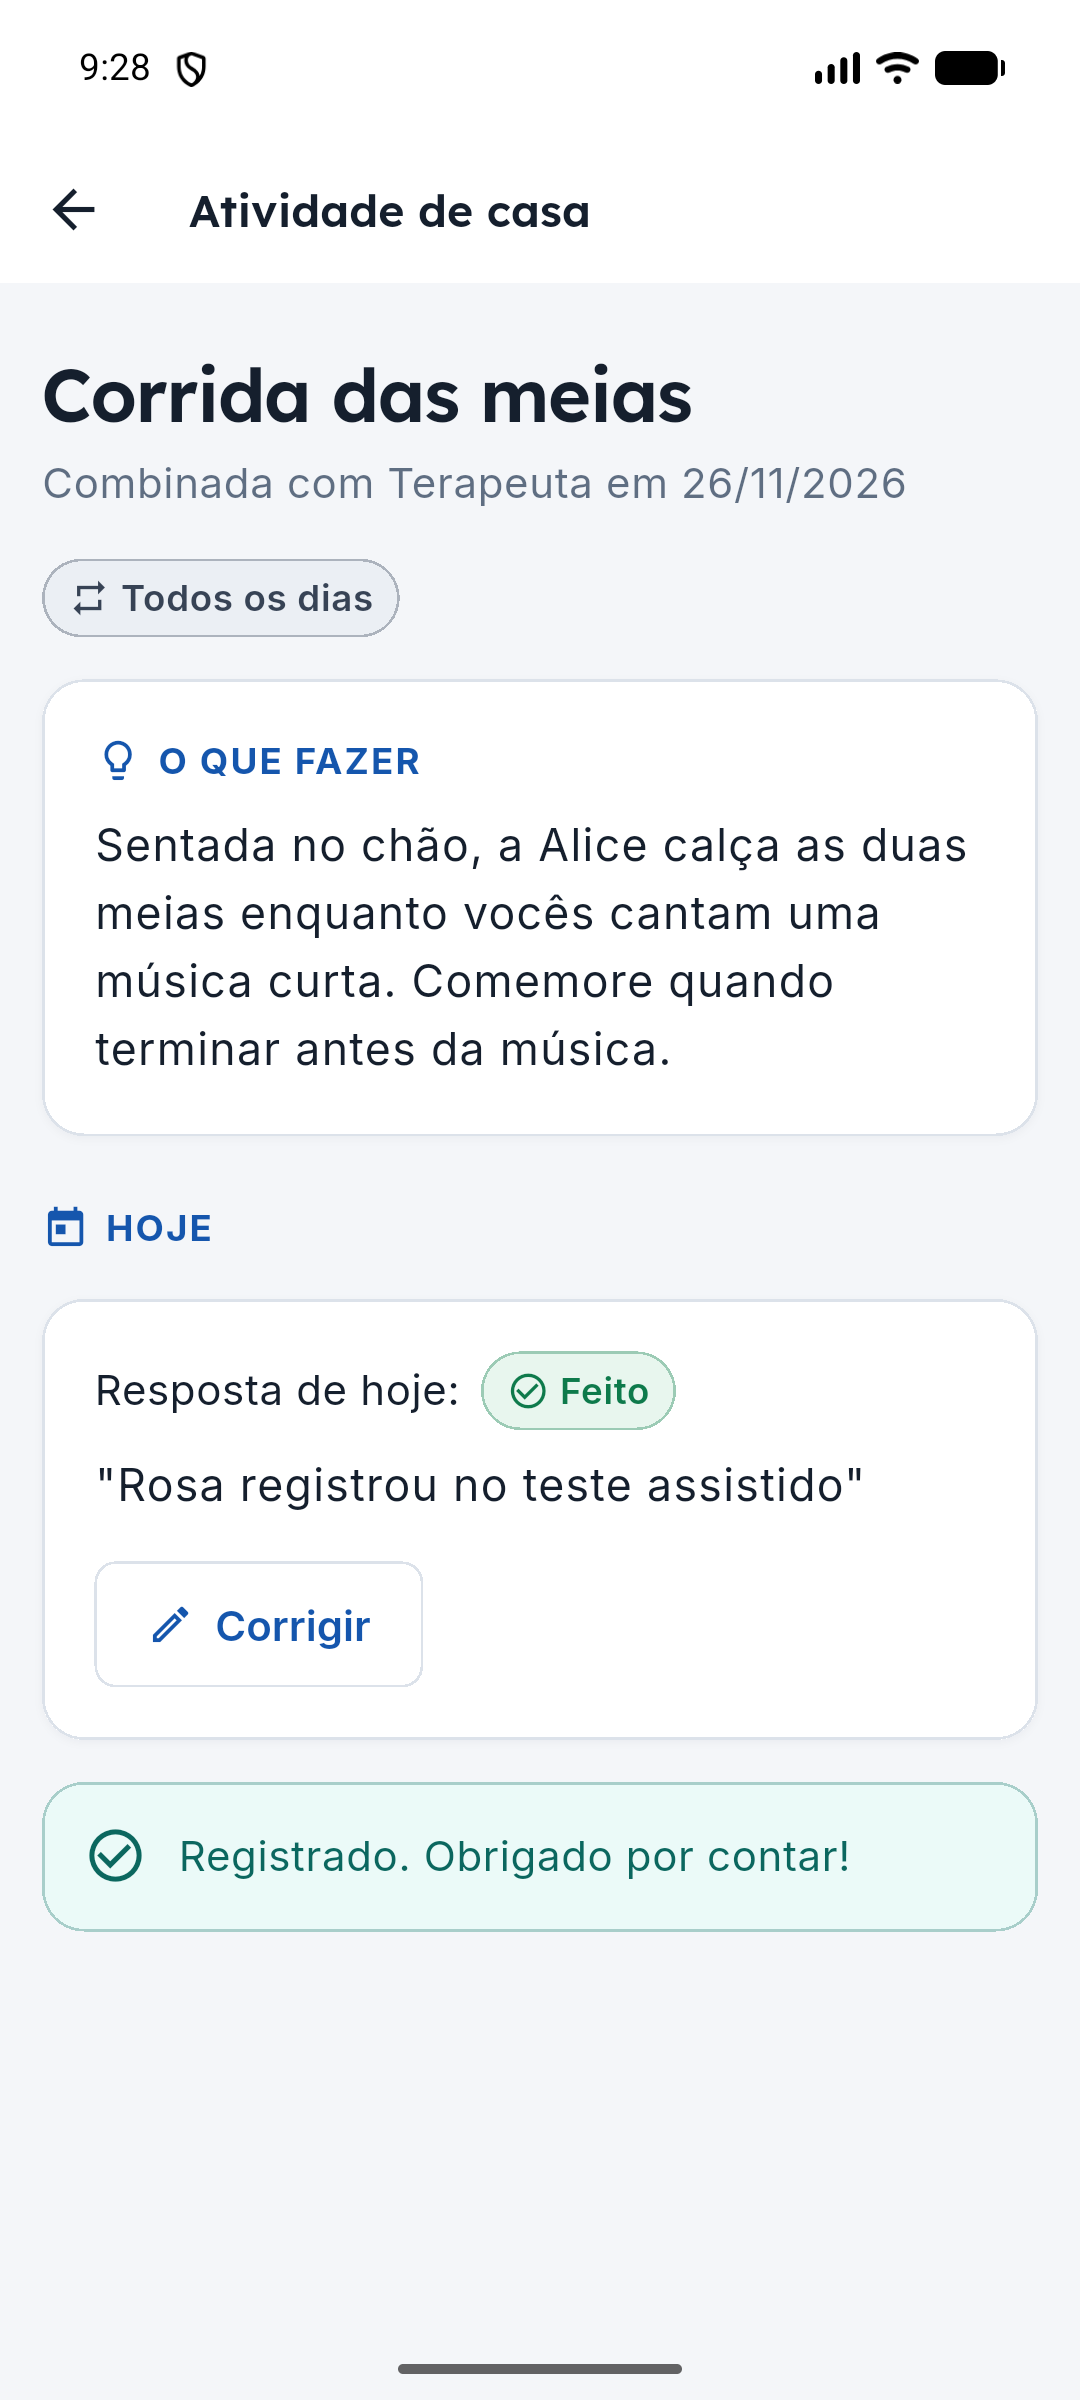 9:28
Atividade de casa
Corrida das meias
Combinada com Terapeuta em 26/11/2026
Todos os dias
O QUE FAZER
Sentada no chão, a Alice calça as duas
meias enquanto vocês cantam uma
música curta. Comemore quando
terminar antes da música.
HOJE
Resposta de hoje: Feito
"Rosa registrou no teste assistido"
Corrigir
Registrado. Obrigado por contar!